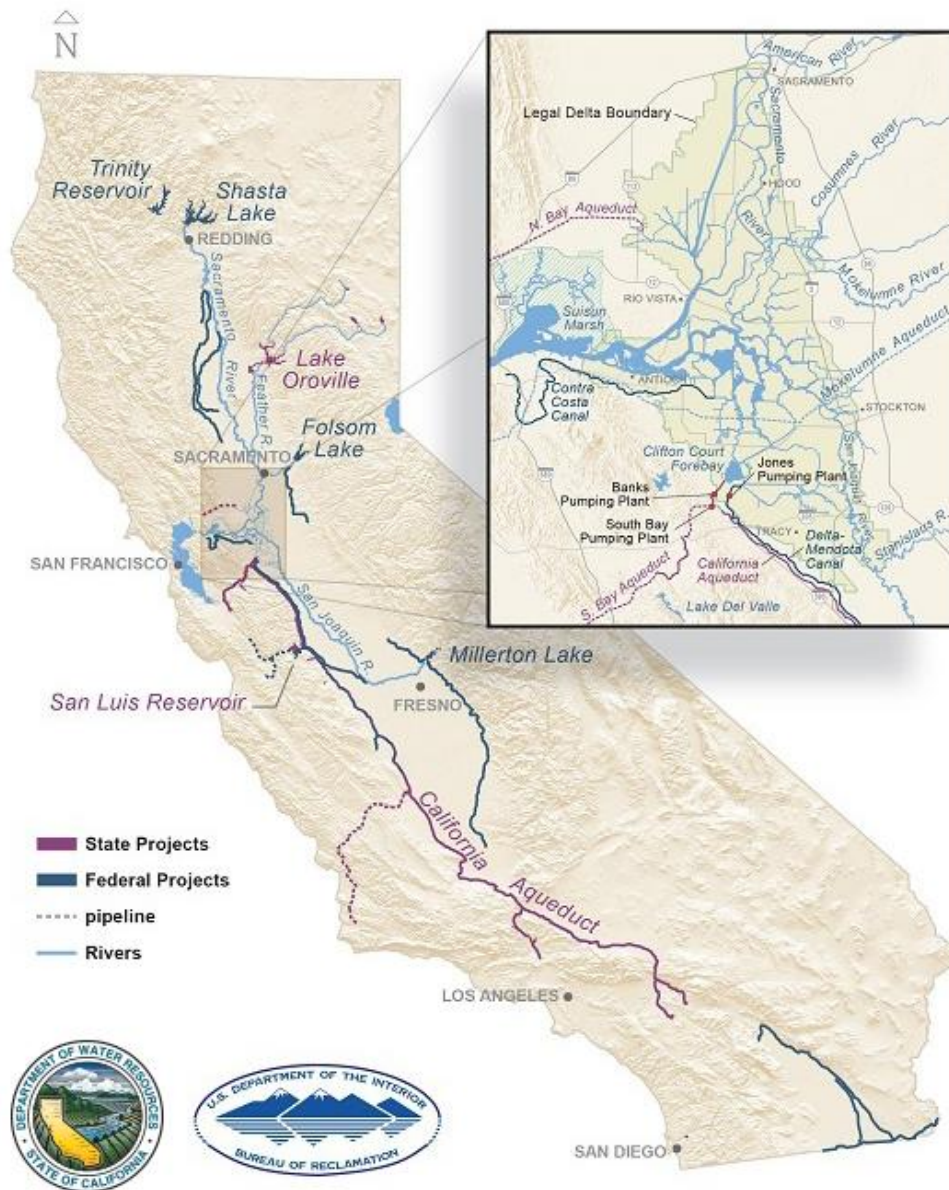 N
Trinity
Reservoir
Shasta
Lake
REDDING
Sacramento
River
Lake
Oroville
Feather R.
Folsom
Lake
SACRAMENTO
SAN FRANCISCO
San Joaquin R.
Millerton Lake
San Luis Reservoir
FRESNO
California
Aqueduct
LOS ANGELES
SAN DIEGO
State Projects
Federal Projects
pipeline
Rivers
American
River
SACRAMENTO
Legal Delta Boundary
Sacramento
River
HOOD
Cosumnes River
N. Bay Aqueduct
Mokelumne River
Suisun
Marsh
RIO VISTA
12
Mokelumne Aqueduct
ANTIOCH
Contra
Costa
Canal
STOCKTON
Clifton Court
Forebay
Jones
Pumping Plant
San Joaquin
River
Banks
Pumping Plant
South Bay
Pumping Plant
TRACY
Delta-
Mendota
Canal
Stanislaus R.
California
Aqueduct
S. Bay Aqueduct
Lake Del Valle
DEPARTMENT OF WATER RESOURCES
STATE OF CALIFORNIA
U.S. DEPARTMENT OF THE INTERIOR
BUREAU OF RECLAMATION